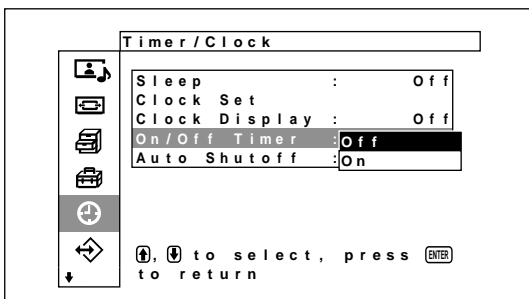 Timer/Clock
Sleep : Off
Clock Set
Clock Display : Off
On/Off Timer : Off
Auto Shutoff : On
, to select, press ENTER
to return